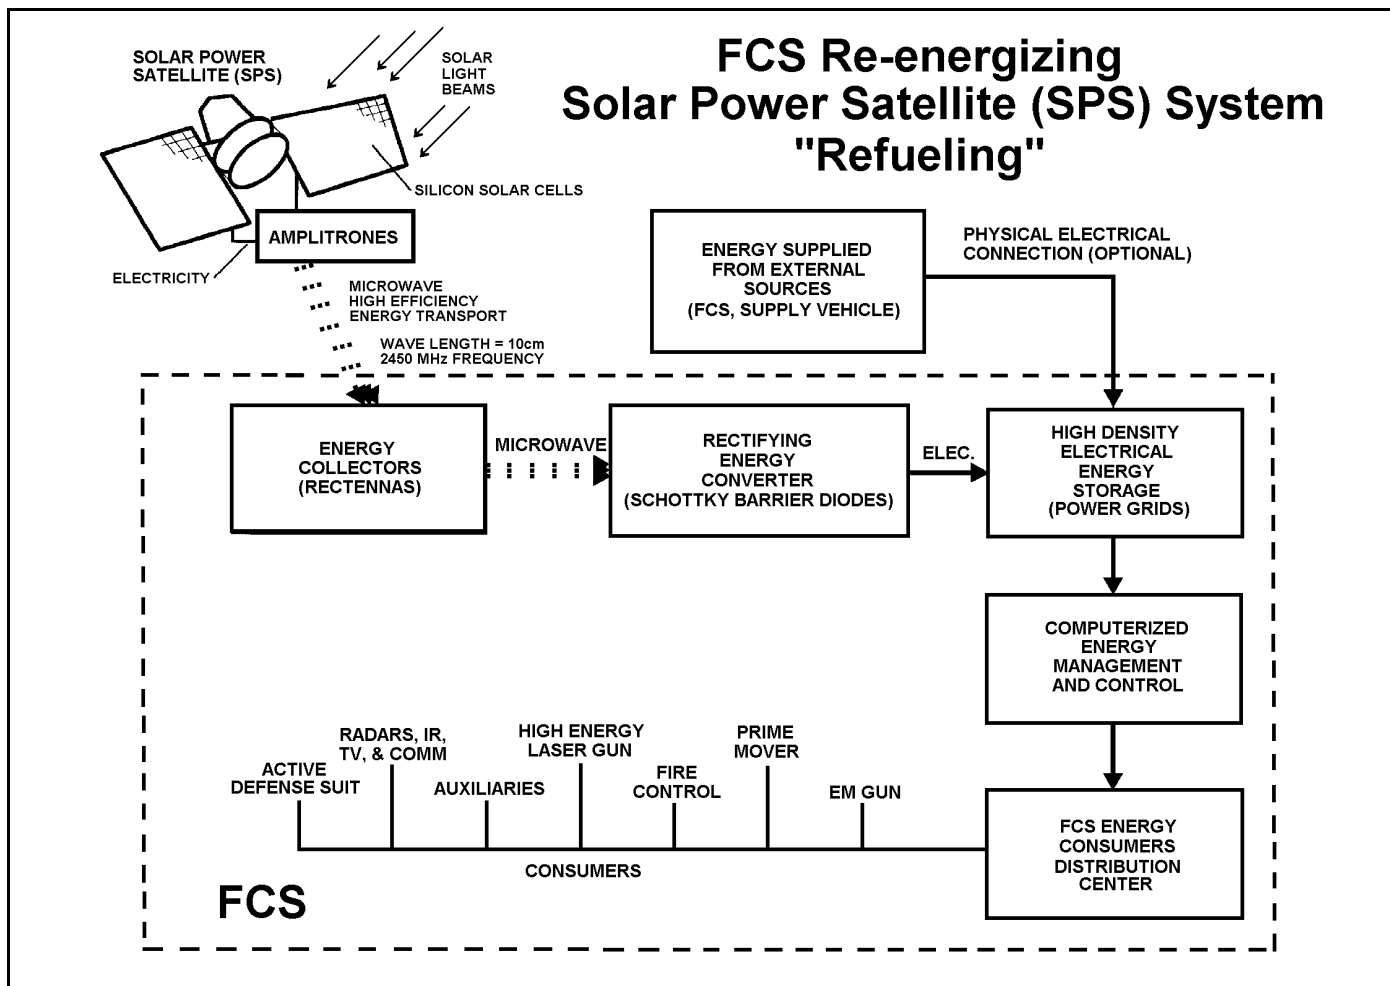 FCS Re-energizing
Solar Power Satellite (SPS) System
"Refueling"
SOLAR POWER
SATELLITE (SPS)
SOLAR
LIGHT
BEAMS
SILICON SOLAR CELLS
AMPLITRONES
ELECTRICITY
MICROWAVE
HIGH EFFICIENCY
ENERGY TRANSPORT
WAVE LENGTH = 10cm
2450 MHz FREQUENCY
ENERGY SUPPLIED
FROM EXTERNAL
SOURCES
(FCS, SUPPLY VEHICLE)
PHYSICAL ELECTRICAL
CONNECTION (OPTIONAL)
ENERGY
COLLECTORS
(RECTENNAS)
MICROWAVE
RECTIFYING
ENERGY
CONVERTER
(SCHOTTKY BARRIER DIODES)
ELEC.
HIGH DENSITY
ELECTRICAL
ENERGY
STORAGE
(POWER GRIDS)
COMPUTERIZED
ENERGY
MANAGEMENT
AND CONTROL
ACTIVE
DEFENSE SUIT
RADARS, IR,
TV, & COMM
AUXILIARIES
HIGH ENERGY
LASER GUN
FIRE
CONTROL
PRIME
MOVER
EM GUN
CONSUMERS
FCS ENERGY
CONSUMERS
DISTRIBUTION
CENTER
FCS